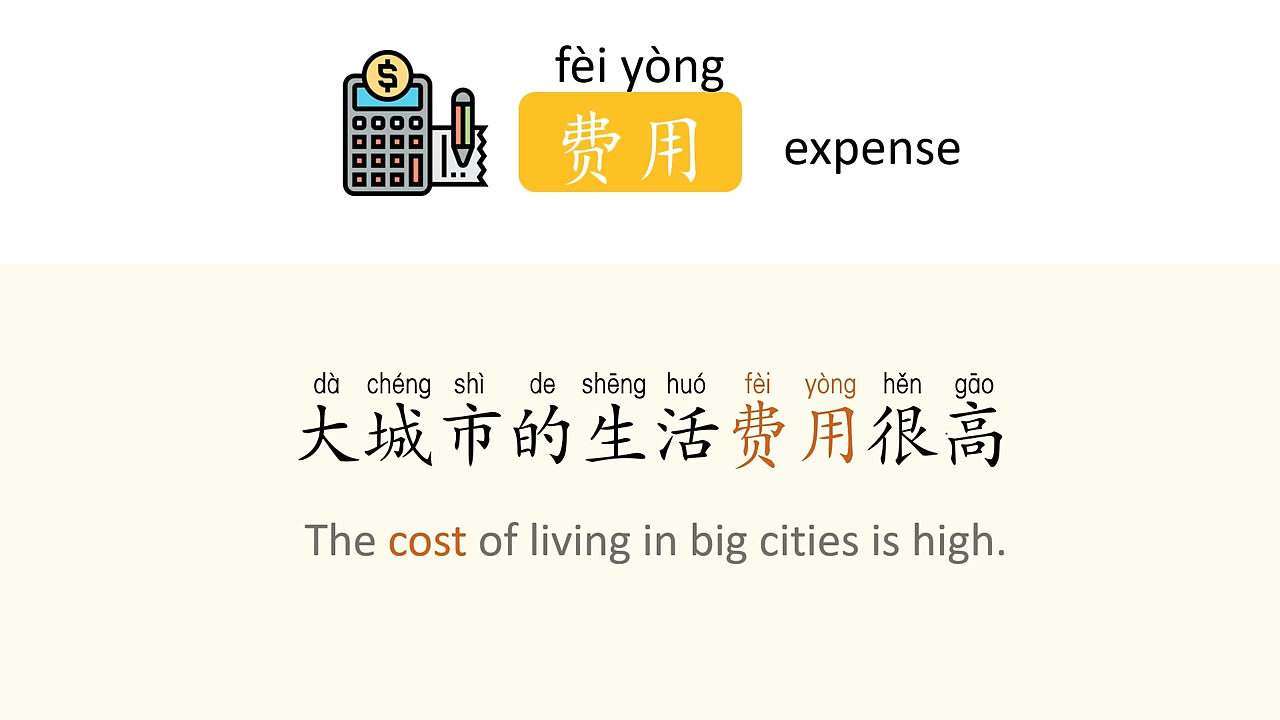 fèi yòng
费用
expense
dà chéng shì de shēng huó fèi yòng hěn gāo
大城市的生活费用很高
The cost of living in big cities is high.